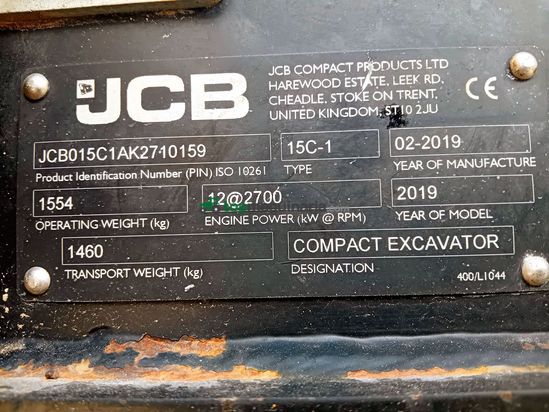 JCB
JCB COMPACT PRODUCTS LTD
HAREWOOD ESTATE, LEEK RD,
CHEADLE, STOKE ON TRENT,
UNITED KINGDOM, ST10 2JU
CE
JCB015C1AK2710159
Product Identification Number (PIN) ISO 10261
15C-1
TYPE
02-2019
YEAR OF MANUFACTURE
1554
OPERATING WEIGHT (kg)
12@2700
ENGINE POWER (kW @ RPM)
2019
YEAR OF MODEL
1460
TRANSPORT WEIGHT (kg)
COMPACT EXCAVATOR
DESIGNATION
400/L1044